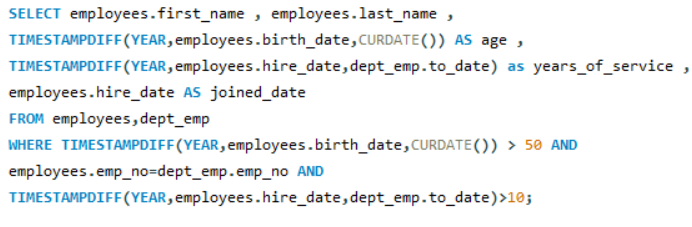 SELECT employees.first_name , employees.last_name ,
TIMESTAMPDIFF(YEAR,employees.birth_date,CURDATE()) AS age ,
TIMESTAMPDIFF(YEAR,employees.hire_date,dept_emp.to_date) as years_of_service ,
employees.hire_date AS joined_date
FROM employees,dept_emp
WHERE TIMESTAMPDIFF(YEAR,employees.birth_date,CURDATE()) > 50 AND
employees.emp_no=dept_emp.emp_no AND
TIMESTAMPDIFF(YEAR,employees.hire_date,dept_emp.to_date)>10;